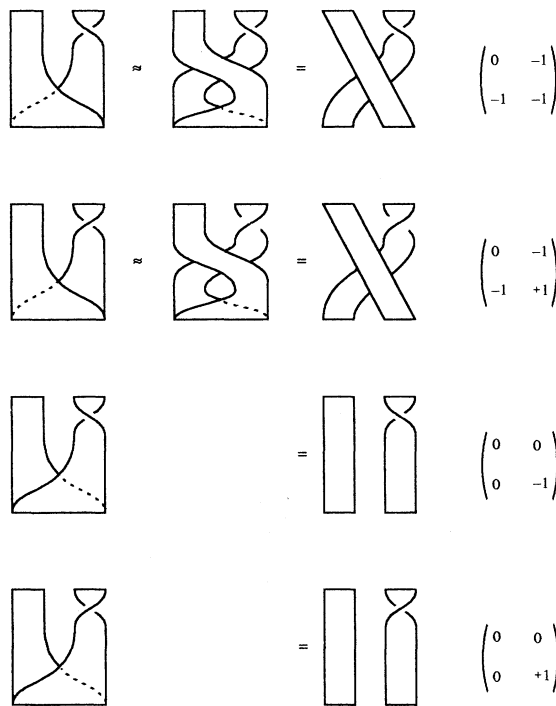 ≈ = ( 0 −1
−1 −1 )
≈ = ( 0 −1
−1 +1 )
= ( 0 0
0 −1 )
= ( 0 0
0 +1 )